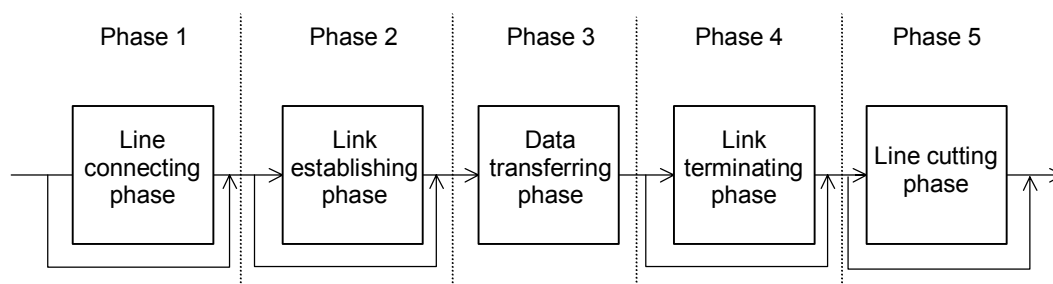 Phase 1
Phase 2
Phase 3
Phase 4
Phase 5
Line
connecting
phase
Link
establishing
phase
Data
transferring
phase
Link
terminating
phase
Line cutting
phase